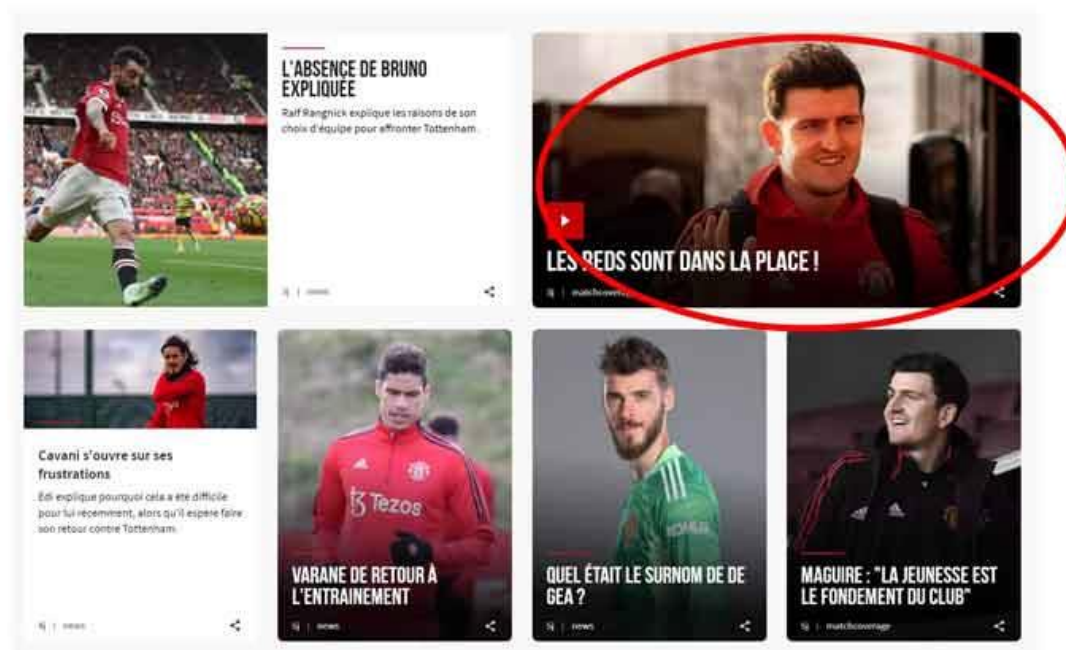 L'ABSENCE DE BRUNO
EXPLIQUÉE
Ralf Rangnick explique les raisons de son
choix d'équipe pour affronter Tottenham.
LES REDS SONT DANS LA PLACE !
matchcoverage
Cavani s'ouvre sur ses
frustrations
Edi explique pourquoi cela a été difficile
pour lui récemment, alors qu'il espère faire
son retour contre Tottenham.
news
Tezos
VARANE DE RETOUR À
L'ENTRAINEMENT
news
KOHLER
QUEL ÉTAIT LE SURNOM DE DE
GEA ?
news
MAGUIRE : "LA JEUNESSE EST
LE FONDEMENT DU CLUB"
matchcoverage